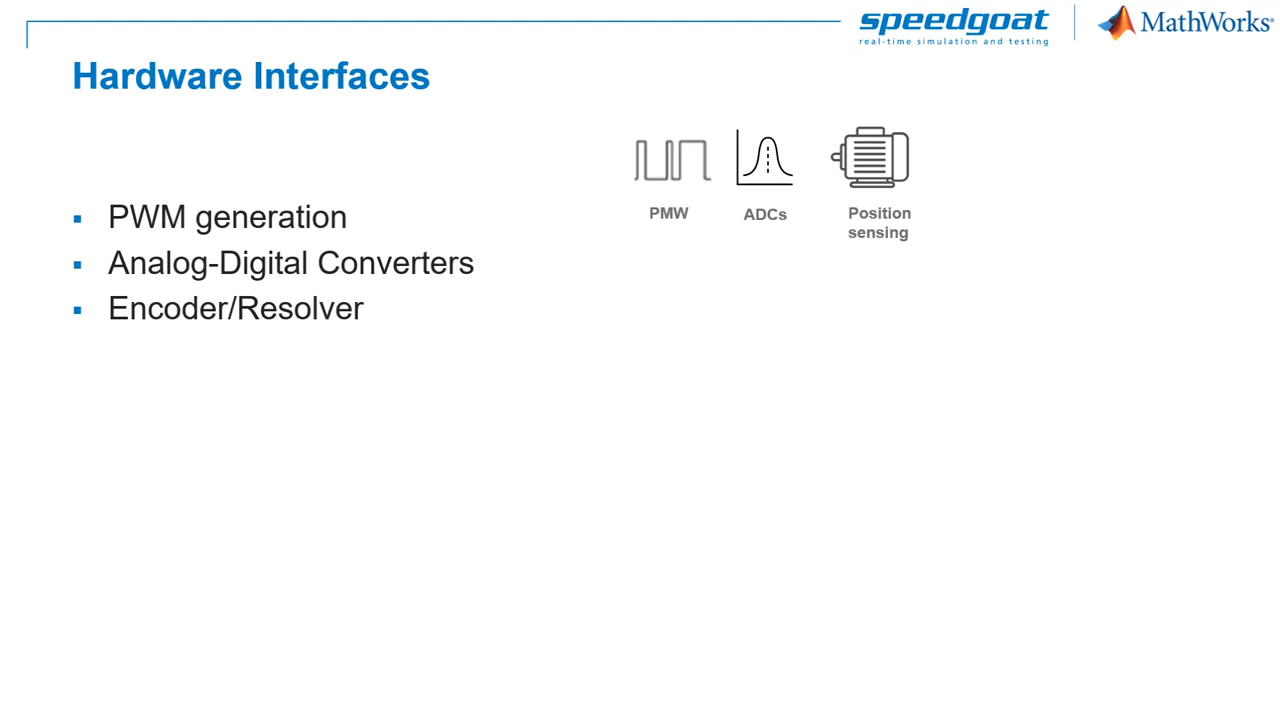 speedgoat
real-time simulation and testing
MathWorks®
Hardware Interfaces
PWM generation
Analog-Digital Converters
Encoder/Resolver
PMW
ADCs
Position
sensing